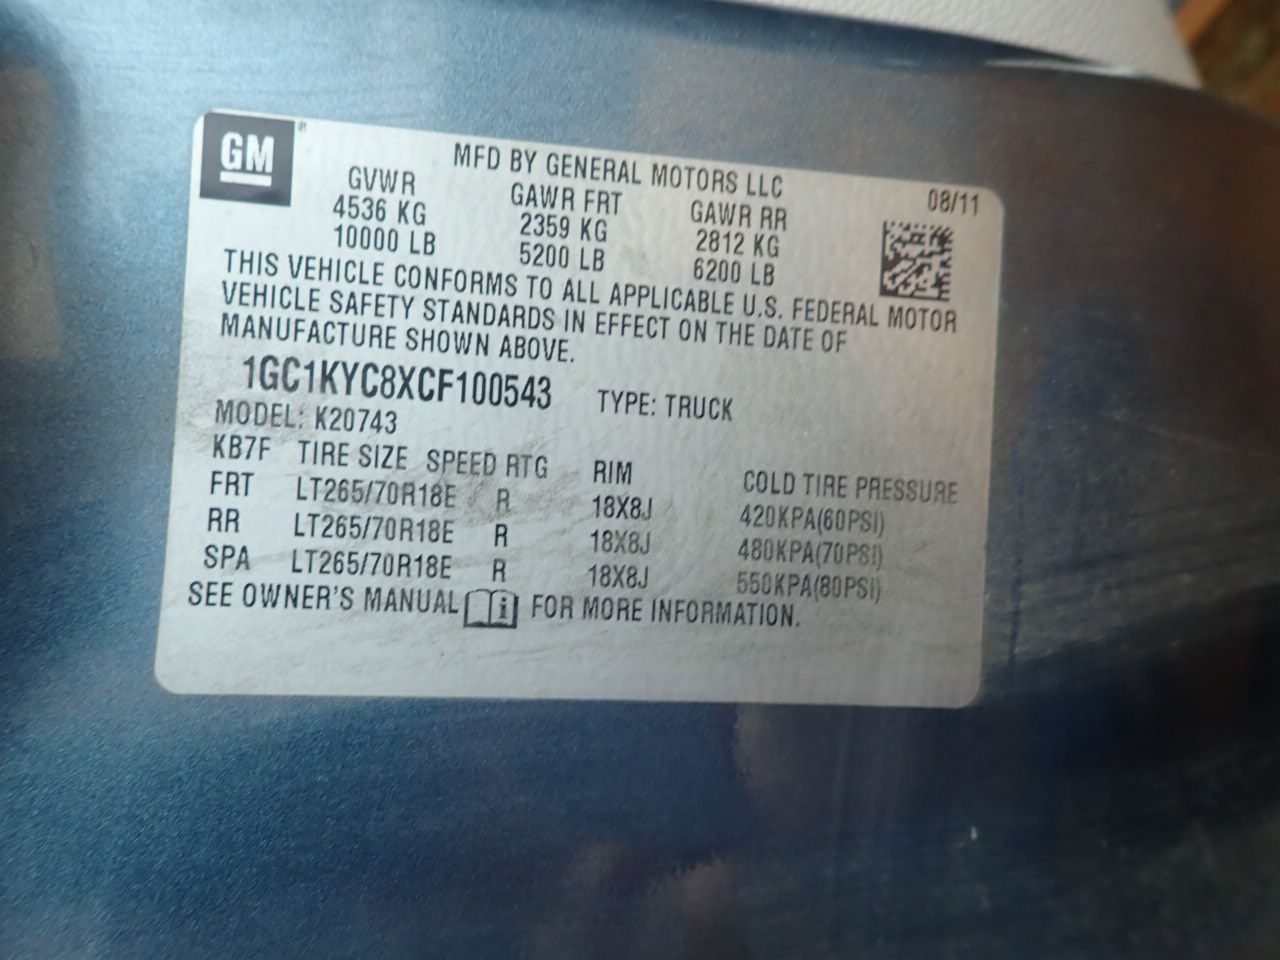 GM®
MFD BY GENERAL MOTORS LLC
08/11
GVWR GAWR FRT GAWR RR
4536 KG 2359 KG 2812 KG
10000 LB 5200 LB 6200 LB
THIS VEHICLE CONFORMS TO ALL APPLICABLE U.S. FEDERAL MOTOR
VEHICLE SAFETY STANDARDS IN EFFECT ON THE DATE OF
MANUFACTURE SHOWN ABOVE.
1GC1KYC8XCF100543 TYPE: TRUCK
MODEL: K20743
KB7F TIRE SIZE SPEED RTG RIM COLD TIRE PRESSURE
FRT LT265/70R18E R 18X8J 420KPA(60PSI)
RR LT265/70R18E R 18X8J 480KPA(70PSI)
SPA LT265/70R18E R 18X8J 550KPA(80PSI)
SEE OWNER'S MANUAL i FOR MORE INFORMATION.